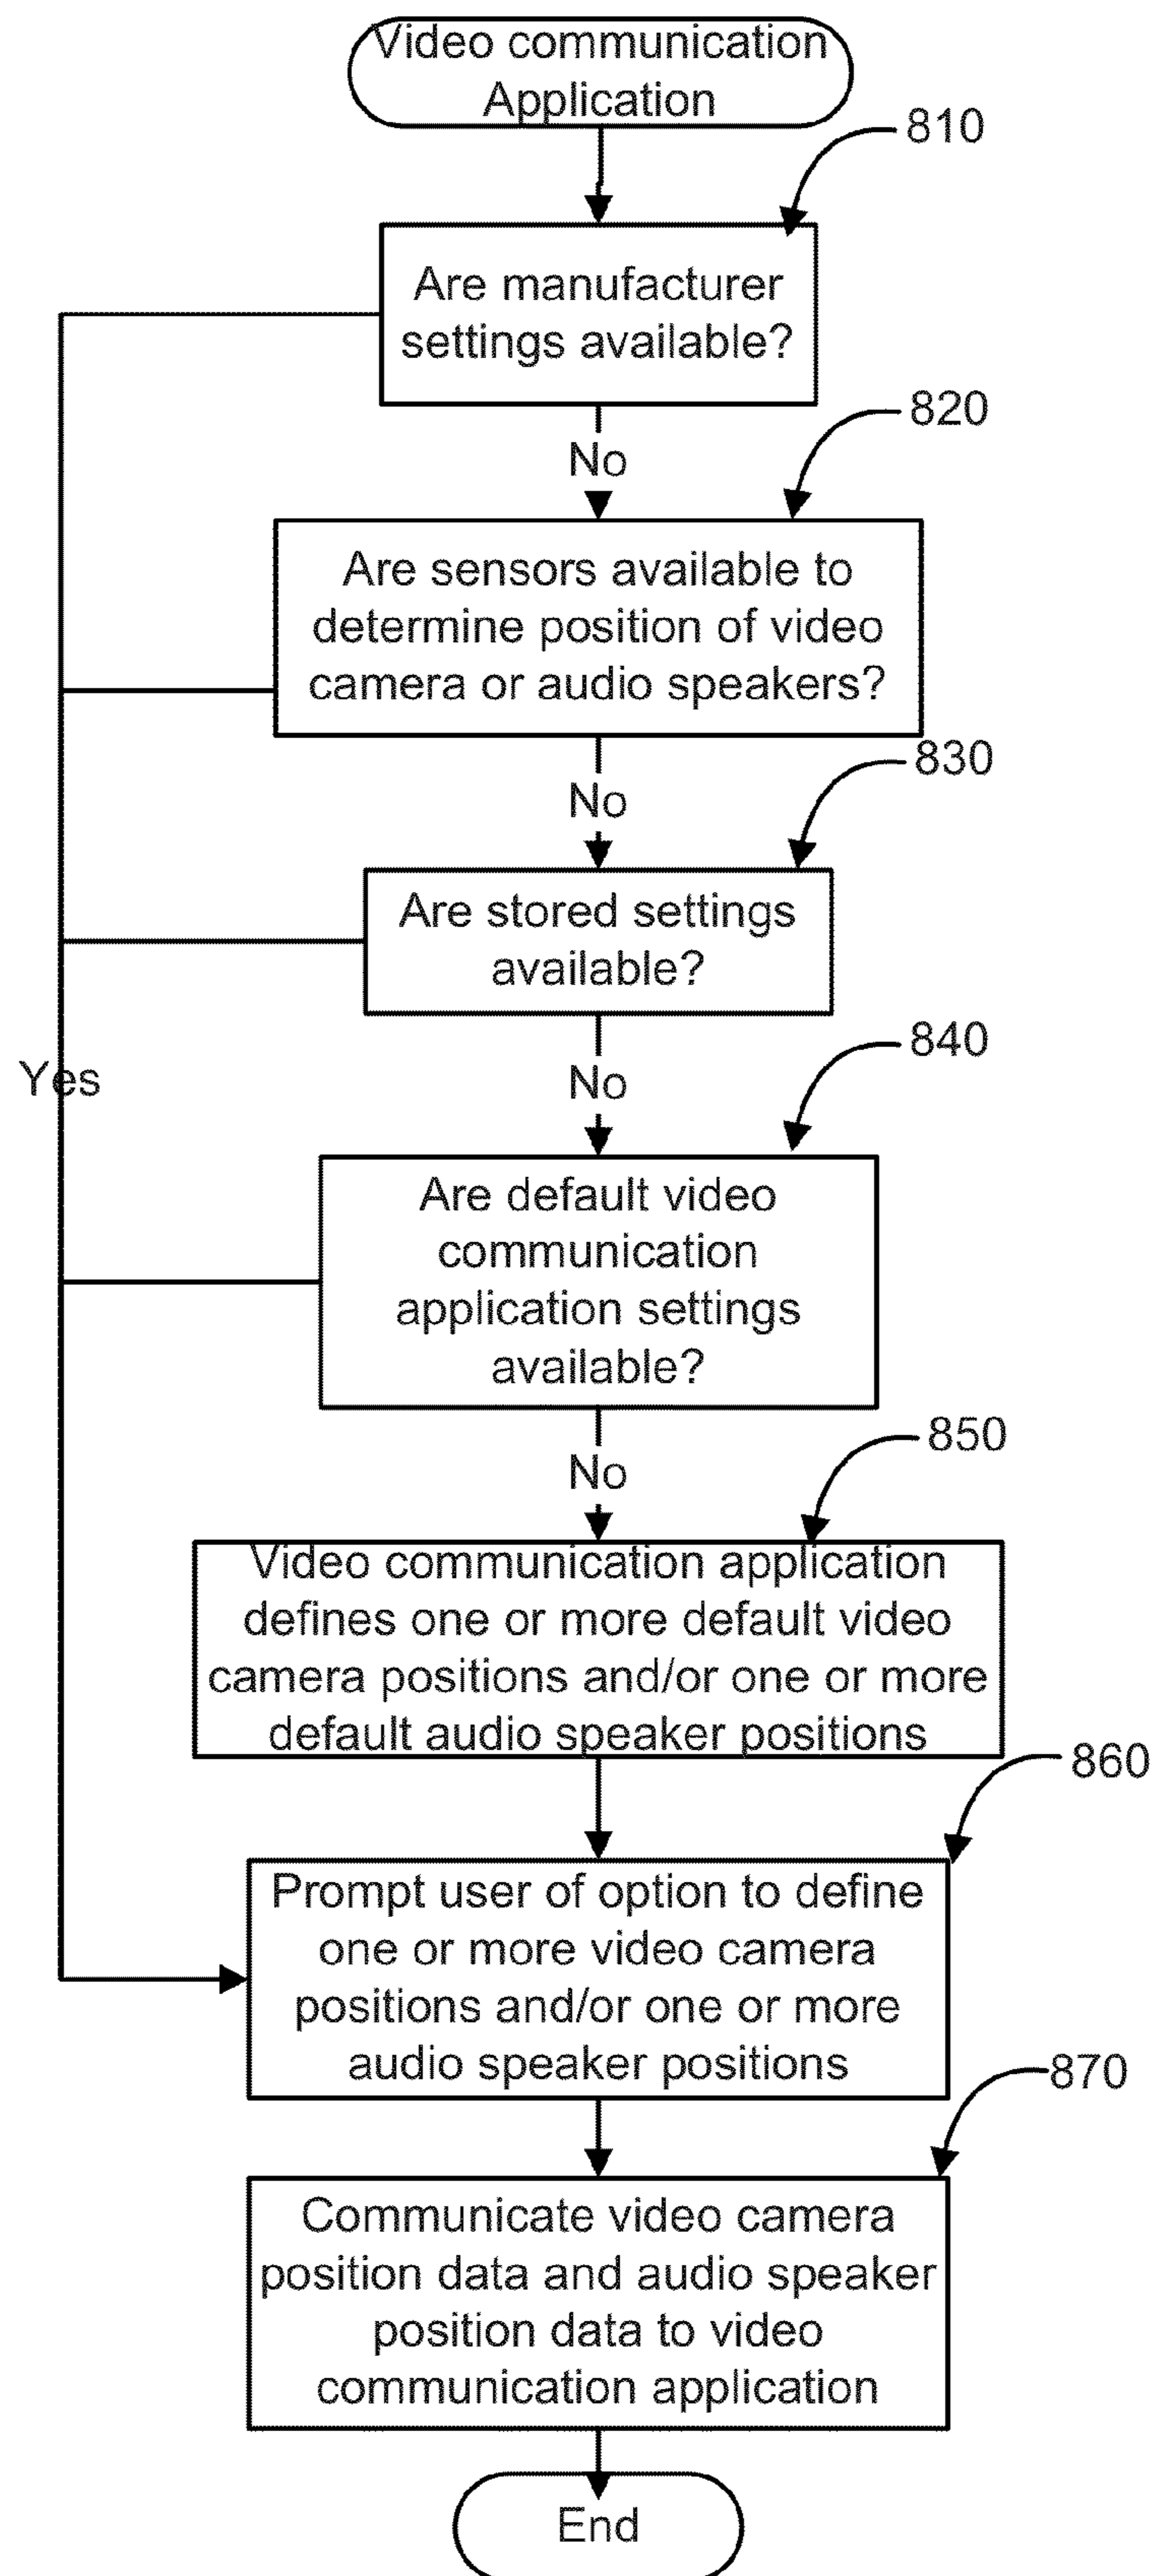 Video communication
Application
810
Are manufacturer
settings available?
No
820
Are sensors available to
determine position of video
camera or audio speakers?
No
830
Are stored settings
available?
Yes
No
840
Are default video
communication
application settings
available?
No
850
Video communication application
defines one or more default video
camera positions and/or one or more
default audio speaker positions
860
Prompt user of option to define
one or more video camera
positions and/or one or more
audio speaker positions
870
Communicate video camera
position data and audio speaker
position data to video
communication application
End